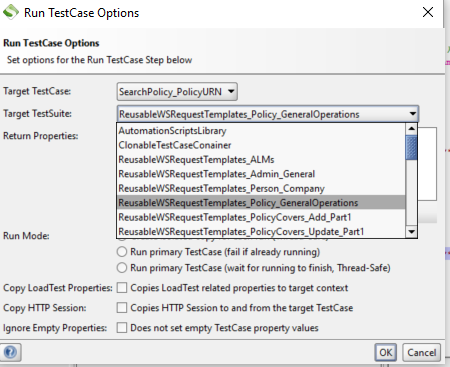 Run TestCase Options
Run TestCase Options
Set options for the Run TestCase Step below
Target TestCase: SearchPolicy_PolicyURN
Target TestSuite: ReusableWSRequestTemplates_Policy_GeneralOperations
AutomationScriptsLibrary
Return Properties: ClonableTestCaseConainer
ReusableWSRequestTemplates_ALMs
ReusableWSRequestTemplates_Admin_General
ReusableWSRequestTemplates_Person_Company
ReusableWSRequestTemplates_Policy_GeneralOperations
ReusableWSRequestTemplates_PolicyCovers_Add_Part1
ReusableWSRequestTemplates_PolicyCovers_Update_Part1
Run Mode:
Run primary TestCase (fail if already running)
Run primary TestCase (wait for running to finish, Thread-Safe)
Copy LoadTest Properties: Copies LoadTest related properties to target context
Copy HTTP Session: Copies HTTP Session to and from the target TestCase
Ignore Empty Properties: Does not set empty TestCase property values
? OK Cancel